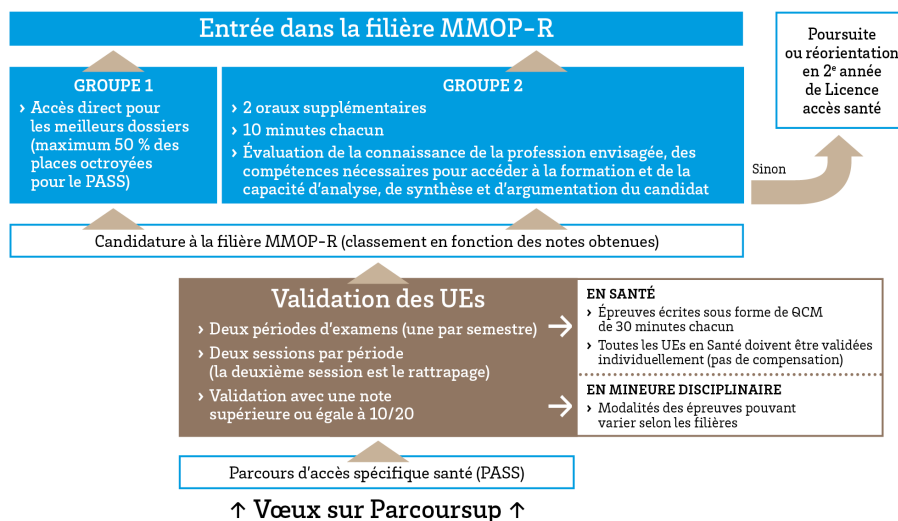 Entrée dans la filière MMOP-R
Poursuite
ou réorientation
en 2e année
de Licence
accès santé
GROUPE 1
› Accès direct pour
les meilleurs dossiers
(maximum 50 % des
places octroyées
pour le PASS)
GROUPE 2
› 2 oraux supplémentaires
› 10 minutes chacun
› Évaluation de la connaissance de la profession envisagée, des
compétences nécessaires pour accéder à la formation et de la
capacité d'analyse, de synthèse et d'argumentation du candidat
Sinon
Candidature à la filière MMOP-R (classement en fonction des notes obtenues)
Validation des UEs
› Deux périodes d'examens (une par semestre)
› Deux sessions par période
(la deuxième session est le rattrapage)
› Validation avec une note
supérieure ou égale à 10/20
EN SANTÉ
› Épreuves écrites sous forme de QCM
de 30 minutes chacun
› Toutes les UEs en Santé doivent être validées
individuellement (pas de compensation)
EN MINEURE DISCIPLINAIRE
› Modalités des épreuves pouvant
varier selon les filières
Parcours d'accès spécifique santé (PASS)
↑ Vœux sur Parcoursup ↑